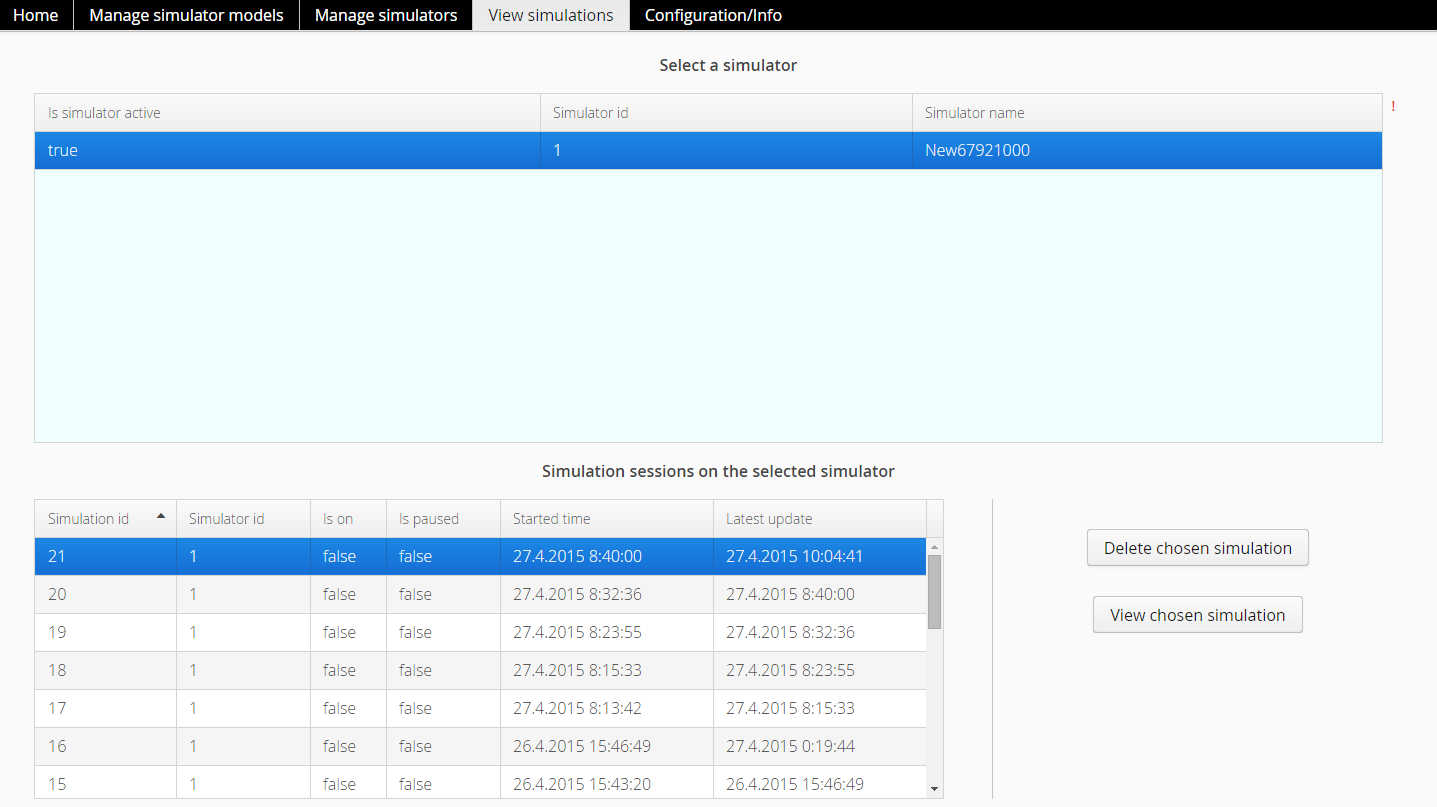 Home Manage simulator models Manage simulators View simulations Configuration/Info
Select a simulator
Is simulator active Simulator id Simulator name !
true 1 New67921000
Simulation sessions on the selected simulator
Simulation id Simulator id Is on Is paused Started time Latest update
21 1 false false 27.4.2015 8:40:00 27.4.2015 10:04:41
20 1 false false 27.4.2015 8:32:36 27.4.2015 8:40:00
19 1 false false 27.4.2015 8:23:55 27.4.2015 8:32:36
18 1 false false 27.4.2015 8:15:33 27.4.2015 8:23:55
17 1 false false 27.4.2015 8:13:42 27.4.2015 8:15:33
16 1 false false 26.4.2015 15:46:49 27.4.2015 0:19:44
15 1 false false 26.4.2015 15:43:20 26.4.2015 15:46:49
Delete chosen simulation
View chosen simulation